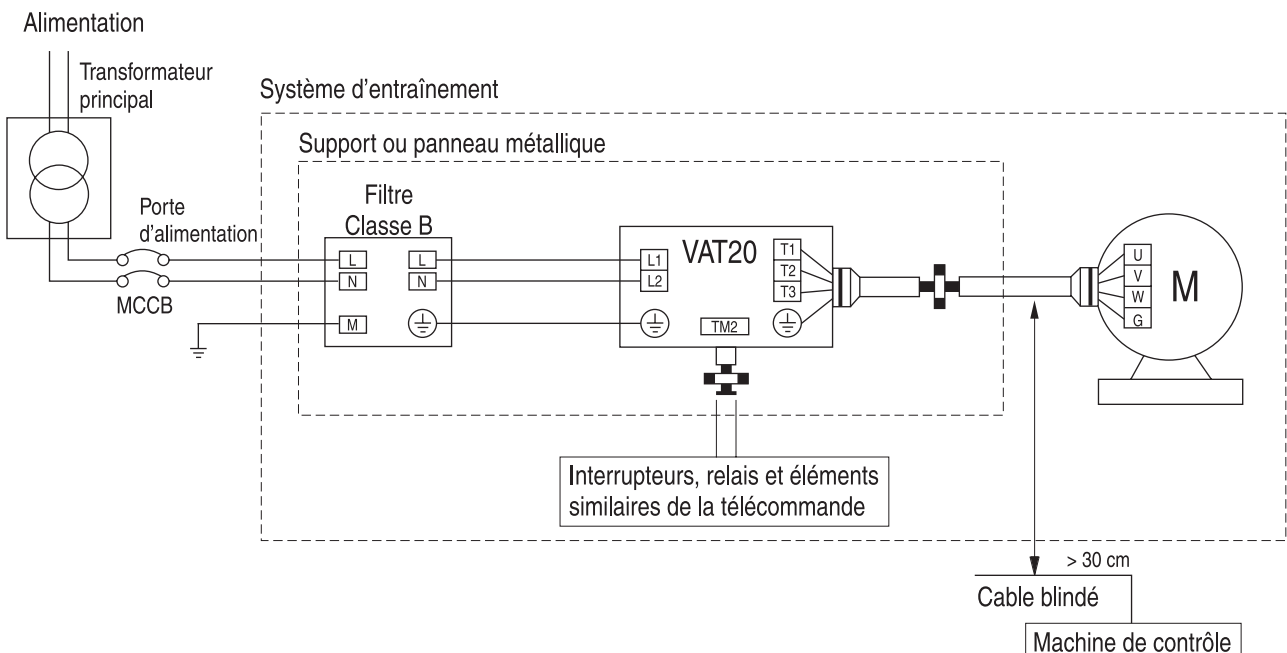 Alimentation
Transformateur
principal
Système d'entraînement
Support ou panneau métallique
Filtre
Classe B
Porte
d'alimentation
MCCB
L
N
M
L
N
L1
L2
VAT20
TM2
T1
T2
T3
U
V
W
G
M
Interrupteurs, relais et éléments
similaires de la télécommande
> 30 cm
Cable blindé
Machine de contrôle